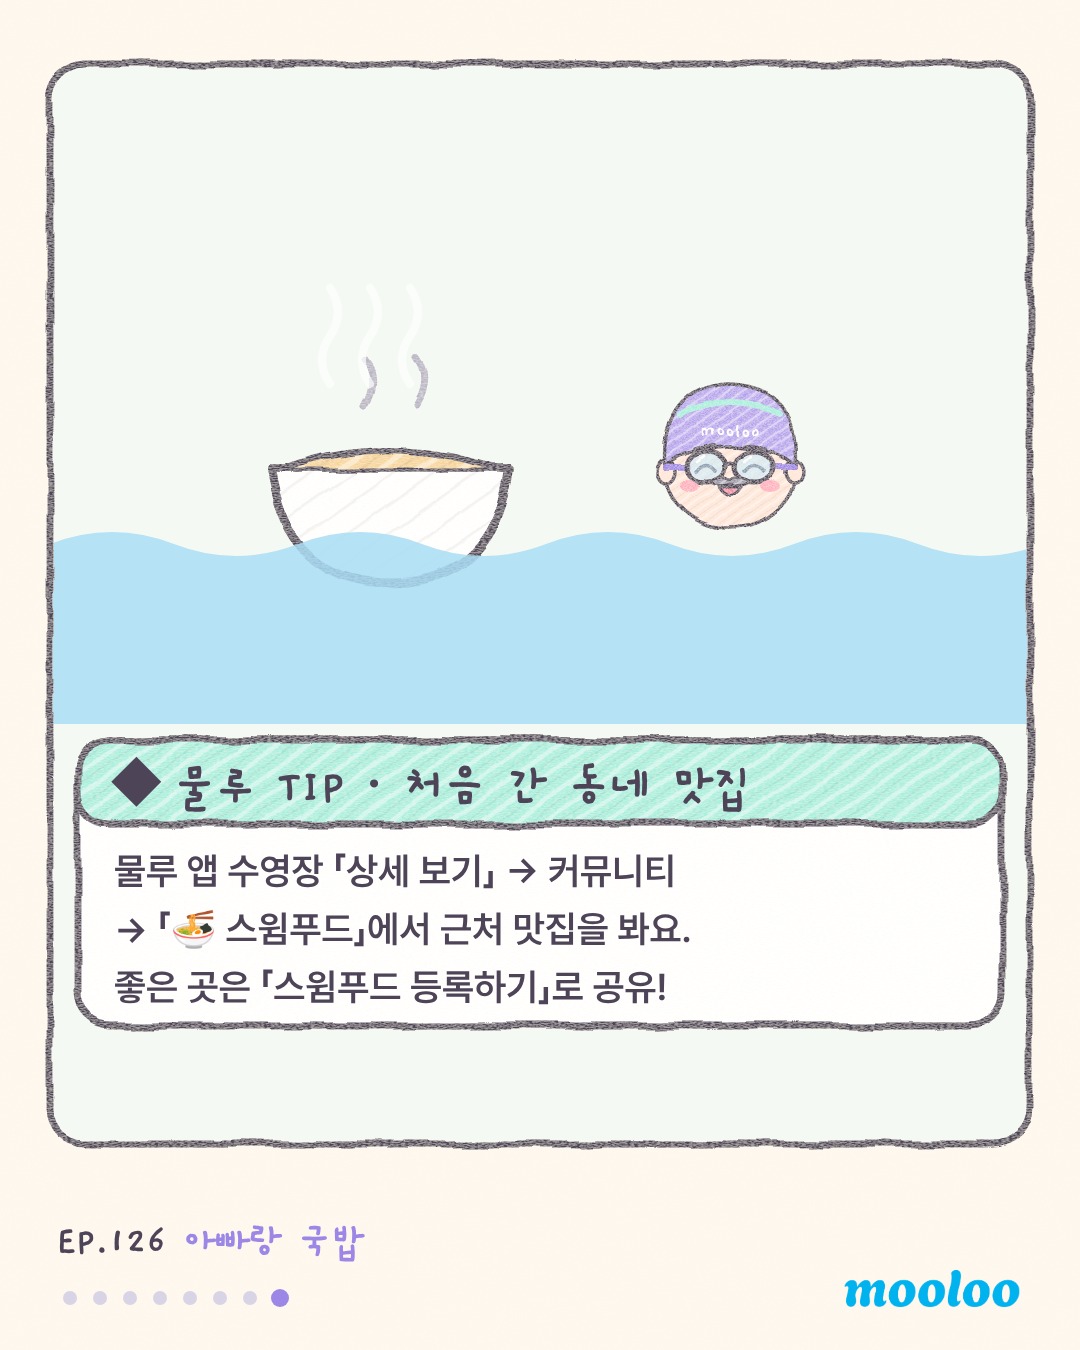 mooloo
◆ 물루 TIP · 처음 간 동네 맛집
물루 앱 수영장 「상세 보기」 → 커뮤니티
→ 「🍜 스윔푸드」에서 근처 맛집을 봐요.
좋은 곳은 「스윔푸드 등록하기」로 공유!
EP.126 아빠랑 국밥
mooloo